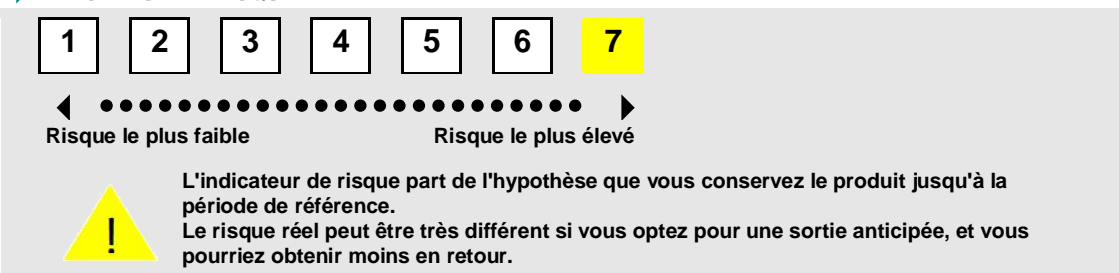 1 2 3 4 5 6 7
Risque le plus faible Risque le plus élevé
L'indicateur de risque part de l'hypothèse que vous conservez le produit jusqu'à la
période de référence.
! Le risque réel peut être très différent si vous optez pour une sortie anticipée, et vous
pourriez obtenir moins en retour.